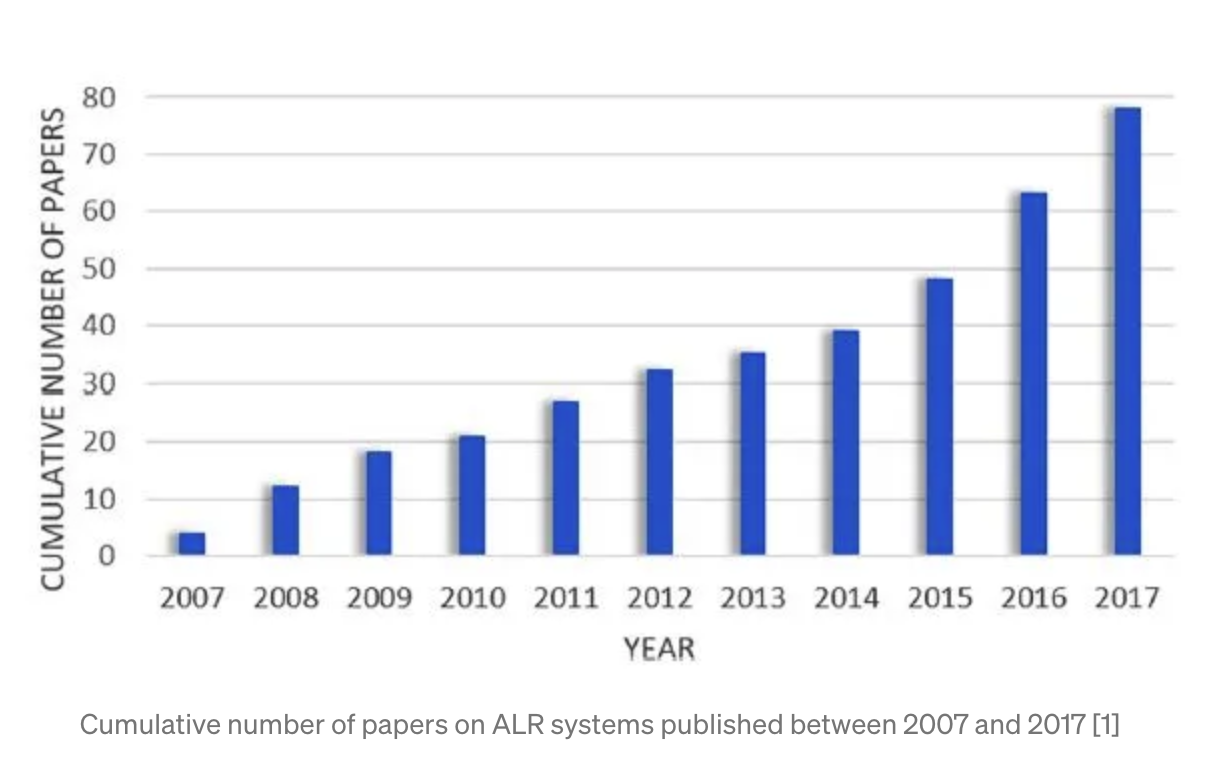 CUMULATIVE NUMBER OF PAPERS
80
70
60
50
40
30
20
10
0
2007 2008 2009 2010 2011 2012 2013 2014 2015 2016 2017
YEAR
Cumulative number of papers on ALR systems published between 2007 and 2017 [1]